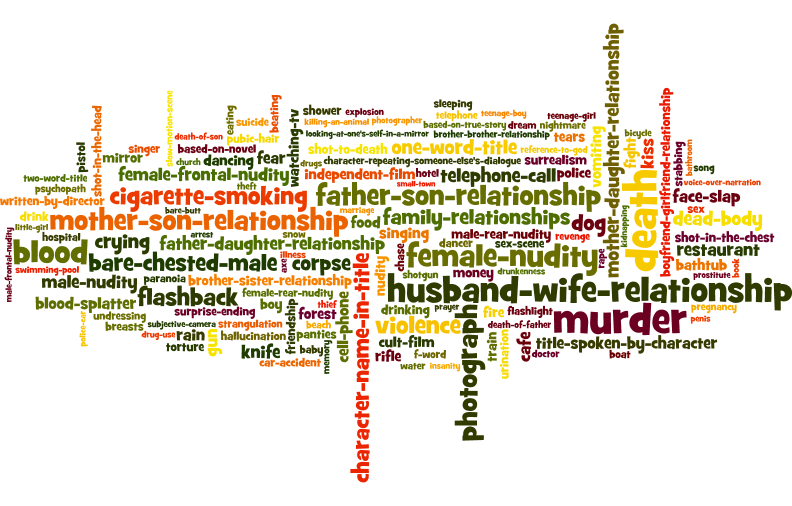 sleeping
shower
explosion
telephone
teenage-boy
teenage-girl
killing-an-animal
photographer
based-on-true-story
dream
nightmare
looking-at-one's-self-in-a-mirror
brother-brother-relationship
tears
eating
suicide
beating
slow-motion-scene
death-of-son
pubic-hair
watching-tv
shot-to-death
one-word-title
reference-to-god
vomiting
bicycle
fight
kiss
stabbing
bathroom
song
pistol
shot-in-the-head
singer
based-on-novel
mirror
church
dancing
fear
drugs
character-repeating-someone-else's-dialogue
surrealism
two-word-title
female-frontal-nudity
independent-film
hotel
telephone-call
police
voice-over-narration
psychopath
theft
small-town
written-by-director
cigarette-smoking
father-son-relationship
mother-daughter-relationship
death
boyfriend-girlfriend-relationship
face-slap
book
sex
drink
bare-butt
marriage
mother-son-relationship
food
family-relationships
dog
kidnapping
dead-body
little-girl
male-frontal-nudity
hospital
crying
arrest
snow
father-daughter-relationship
singing
male-rear-nudity
revenge
shot-in-the-chest
dancer
sex-scene
rape
restaurant
blood
swimming-pool
bare-chested-male
illness
axe
corpse
chase
female-nudity
bathtub
male-nudity
paranoia
brother-sister-relationship
nudity
shotgun
money
drunkenness
prostitute
blood-splatter
flashback
female-rear-nudity
husband-wife-relationship
undressing
surprise-ending
boy
friendship
forest
cell-phone
character-name-in-title
drinking
prayer
fire
flashlight
murder
pregnancy
penis
police-car
breasts
subjective-camera
strangulation
beach
violence
photograph
death-of-father
drug-use
rain
gun
hallucination
panties
cult-film
train
urination
cafe
title-spoken-by-character
torture
knife
baby
memory
rifle
f-word
doctor
boat
car-accident
water
insanity